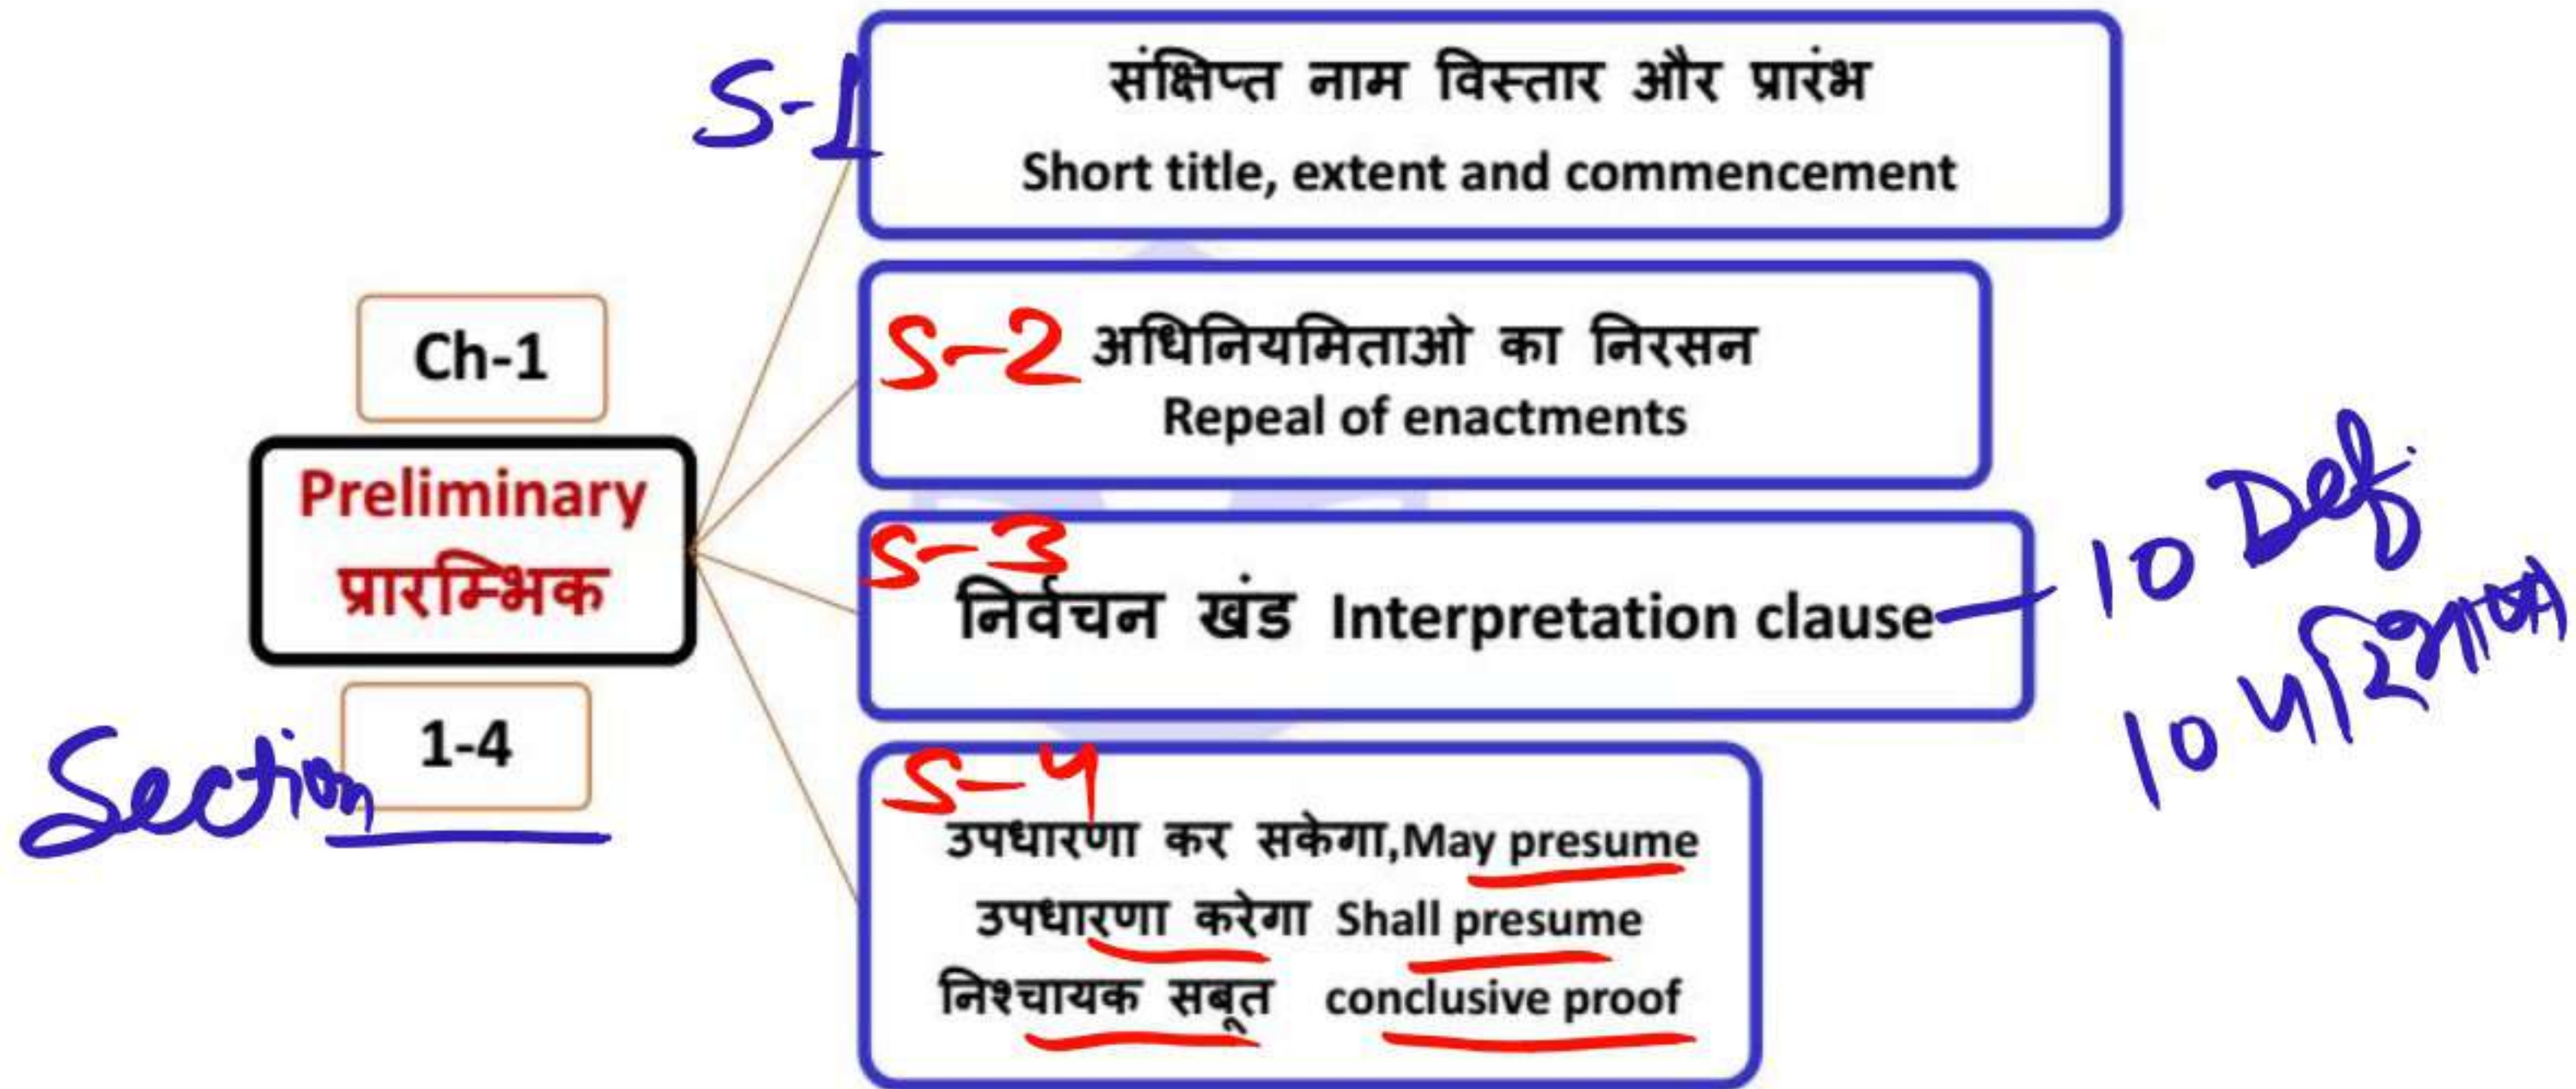 S-1
संक्षिप्त नाम विस्तार और प्रारंभ
Short title, extent and commencement
Ch-1
S-2 अधिनियमिताओ का निरसन
Repeal of enactments
Preliminary
प्रारम्भिक
S-3
निर्वचन खंड Interpretation clause
10 Def.
10 परिभाषा
Section 1-4
S-4
उपधारणा कर सकेगा,May presume
उपधारणा करेगा Shall presume
निश्चायक सबूत conclusive proof